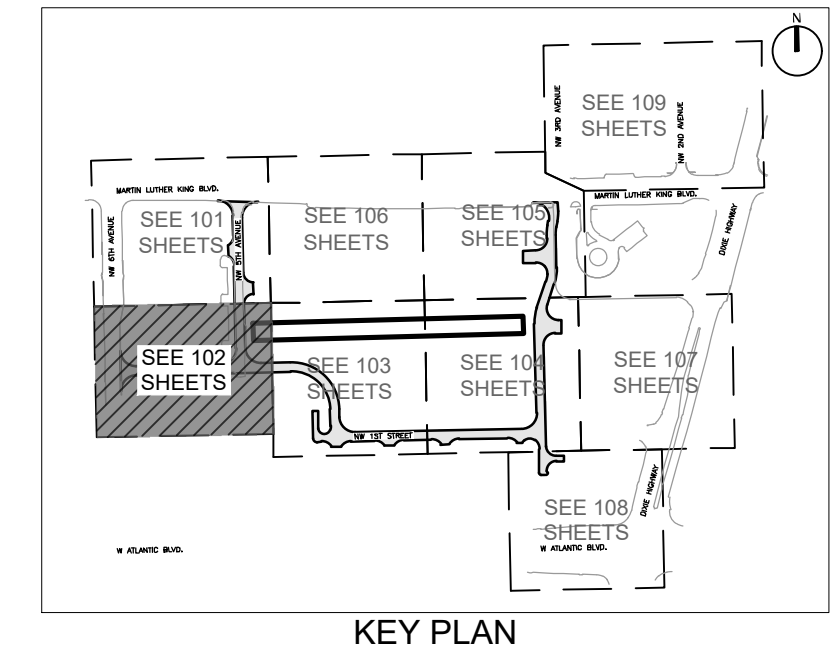 N
NW 3RD AVENUE
SEE 109
SHEETS
NW 2ND AVENUE
MARTIN LUTHER KING BLVD.
MARTIN LUTHER KING BLVD.
NW 6TH AVENUE
SEE 101
SHEETS
NW 5TH AVENUE
SEE 106
SHEETS
SEE 105
SHEETS
DIXIE HIGHWAY
SEE 102
SHEETS
SEE 103
SHEETS
SEE 104
SHEETS
SEE 107
SHEETS
NW 1ST STREET
SEE 108
SHEETS
DIXIE HIGHWAY
W ATLANTIC BLVD.
W ATLANTIC BLVD.
KEY PLAN